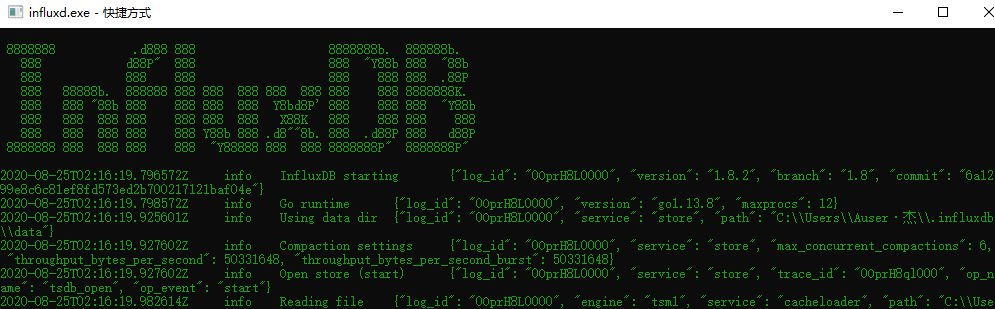 influxd.exe - 快捷方式
 8888888           .d888 888                   8888888b.  888888b.
   888            d88P"  888                   888  "Y88b 888  "88b
   888            888    888                   888    888 888  .88P
   888   88888b.  888888 888 888  888 888  888 888    888 8888888K.
   888   888 "88b 888    888 888  888  Y8bd8P' 888    888 888  "Y88b
   888   888  888 888    888 888  888   X88K   888    888 888    888
   888   888  888 888    888 Y88b 888 .d8""8b. 888  .d88P 888   d88P
 8888888 888  888 888    888  "Y88888 888  888 8888888P"  8888888P"
2020-08-25T02:16:19.796572Z     info    InfluxDB starting       {"log_id": "0OprH8L0000", "version": "1.8.2", "branch": "1.8", "commit": "6a12
99e8c6c81ef8fd573ed2b700217121baf04e"}
2020-08-25T02:16:19.798572Z     info    Go runtime      {"log_id": "0OprH8L0000", "version": "go1.13.8", "maxprocs": 12}
2020-08-25T02:16:19.925601Z     info    Using data dir  {"log_id": "0OprH8L0000", "service": "store", "path": "C:\\Users\\Auser·杰\\.influxdb
\\data"}
2020-08-25T02:16:19.927602Z     info    Compaction settings     {"log_id": "0OprH8L0000", "service": "store", "max_concurrent_compactions": 6,
 "throughput_bytes_per_second": 50331648, "throughput_bytes_per_second_burst": 50331648}
2020-08-25T02:16:19.927602Z     info    Open store (start)      {"log_id": "0OprH8L0000", "service": "store", "trace_id": "0OprH8ql000", "op_n
ame": "tsdb_open", "op_event": "start"}
2020-08-25T02:16:19.982614Z     info    Reading file    {"log_id": "0OprH8L0000", "engine": "tsm1", "service": "cacheloader", "path": "C:\\Use